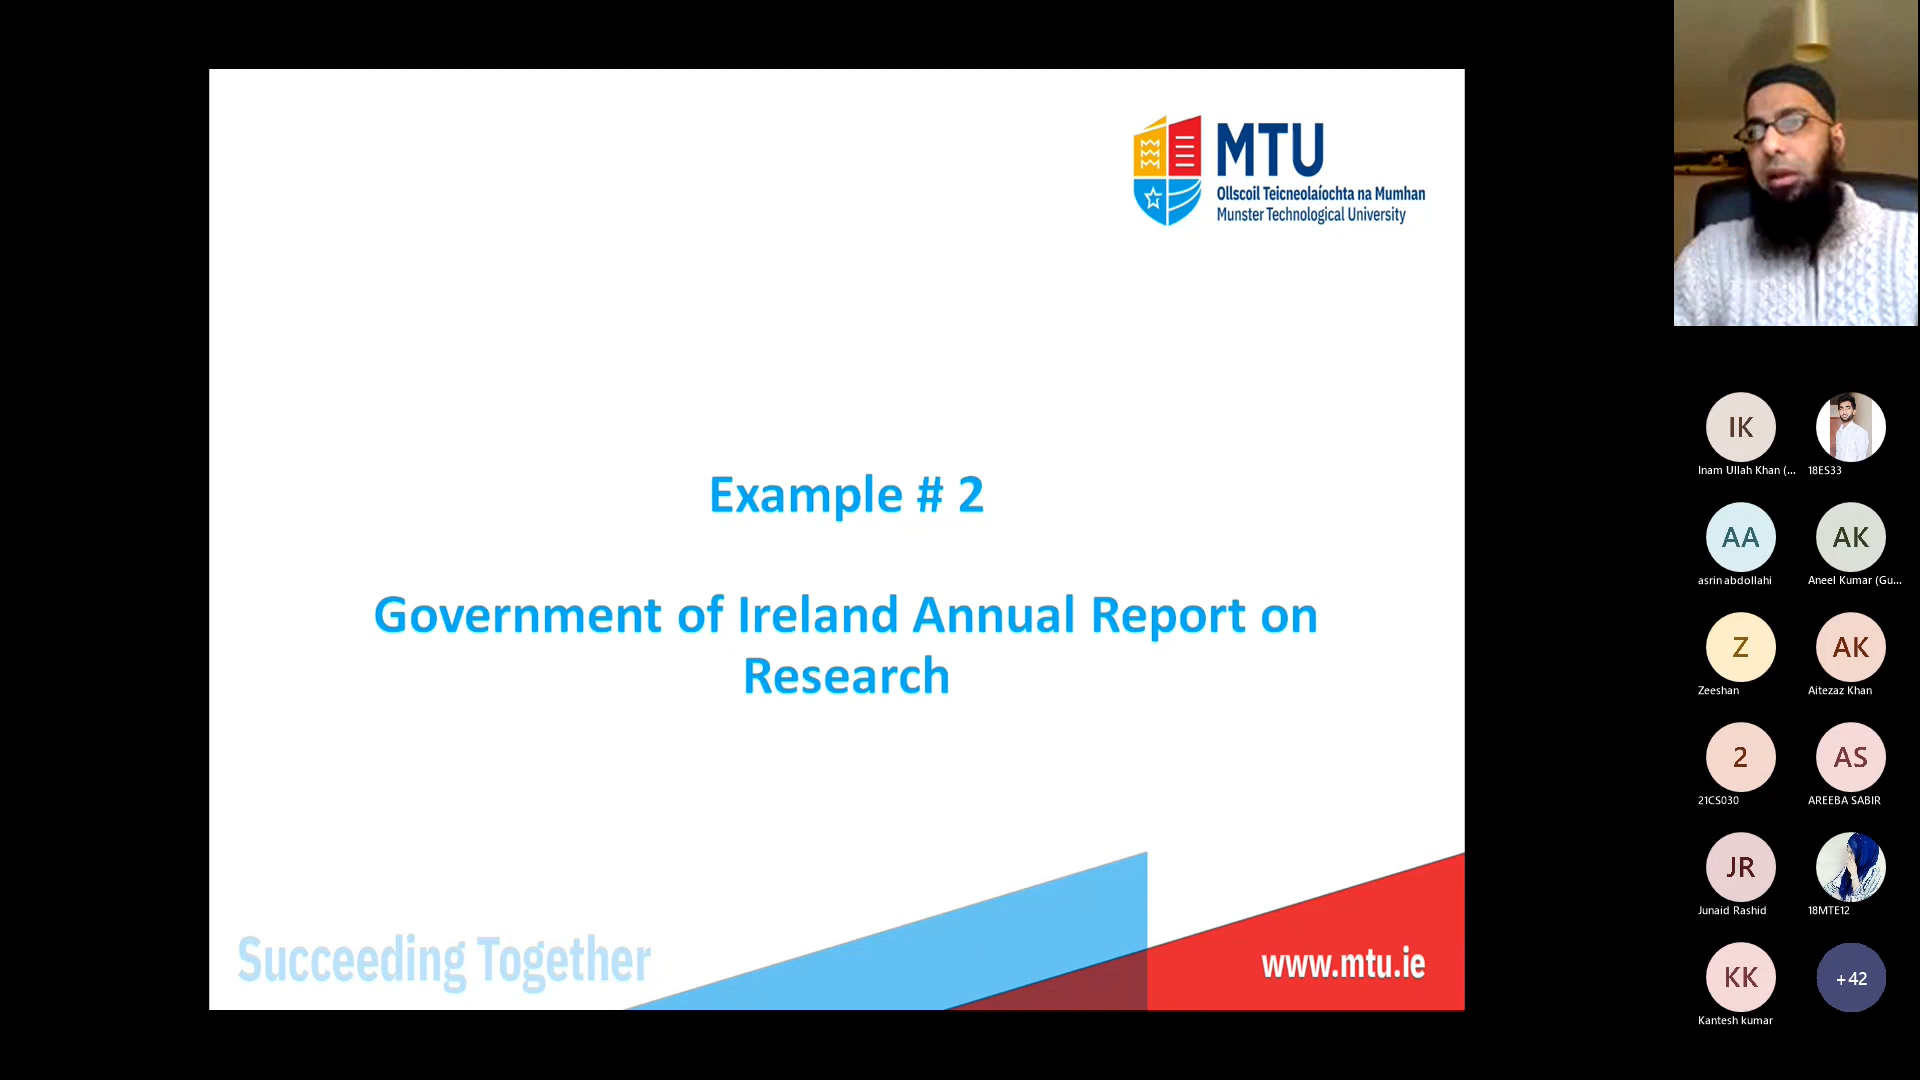 MTU
Ollscoil Teicneolaíochta na Mumhan
Munster Technological University
Example # 2
Government of Ireland Annual Report on
Research
Succeeding Together
www.mtu.ie
IK
Inam Ullah Khan (...
18ES33
AA
asrin abdollahi
AK
Aneel Kumar (Gu...
Z
Zeeshan
AK
Aitezaz Khan
2
21CS030
AS
AREEBA SABIR
JR
Junaid Rashid
18MTE12
KK
Kantesh kumar
+42